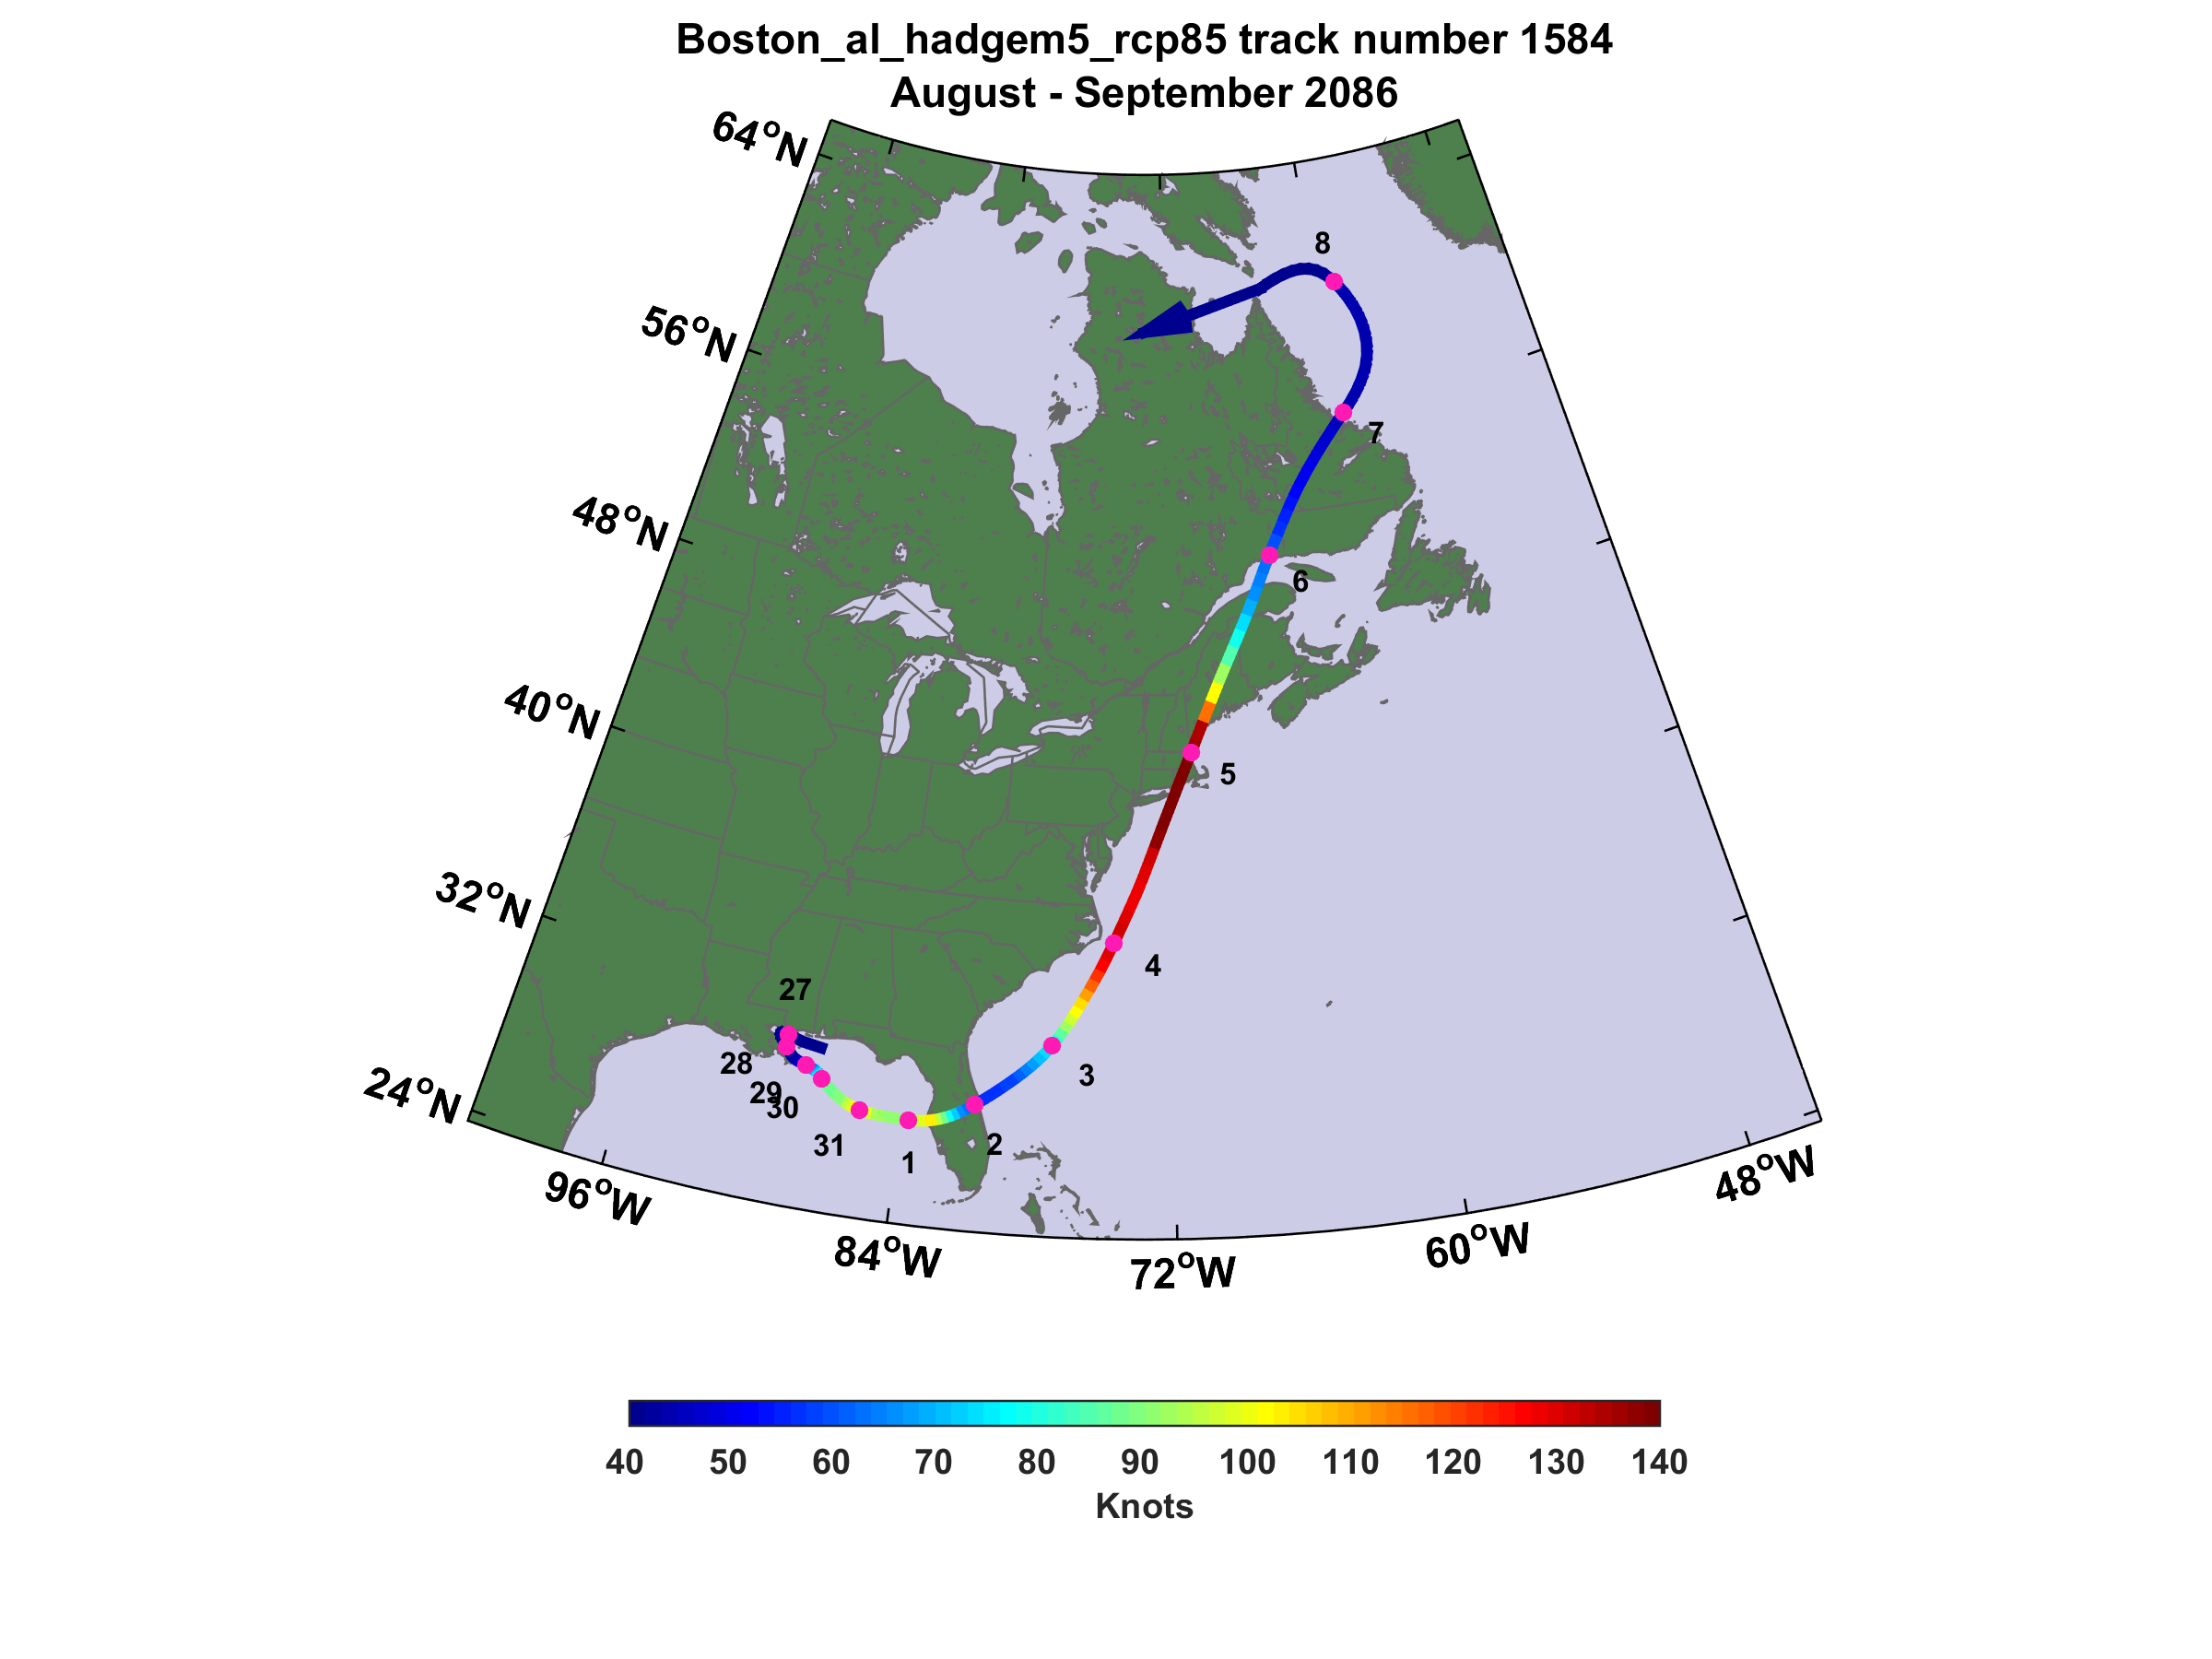 Boston_al_hadgem5_rcp85 track number 1584
August - September 2086
64°N
56°N
48°N
40°N
32°N
24°N
96°W
84°W
72°W
60°W
48°W
8
7
6
5
4
27
28
29
30
31
1
2
3
40 50 60 70 80 90 100 110 120 130 140
Knots